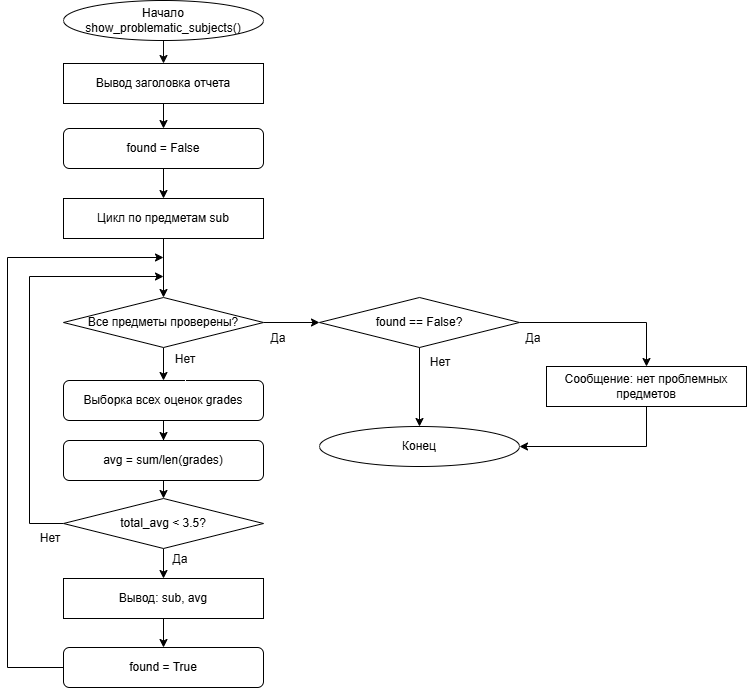 Начало
show_problematic_subjects()
Вывод заголовка отчета
found = False
Цикл по предметам sub
Все предметы проверены?
Да
found == False?
Да
Нет
Нет
Сообщение: нет проблемных
предметов
Выборка всех оценок grades
Конец
avg = sum/len(grades)
total_avg < 3.5?
Нет
Да
Вывод: sub, avg
found = True